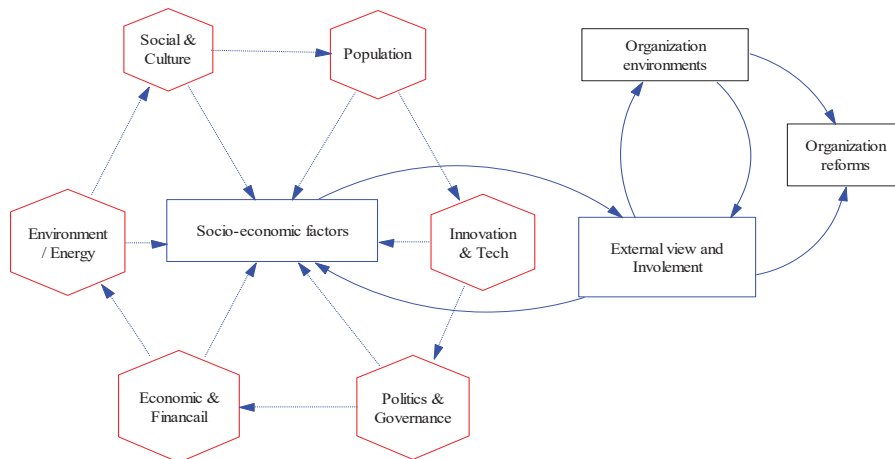 Social &
Culture
Population
Organization
environments
Organization
reforms
Environment
/ Energy
Socio-economic factors
Innovation
& Tech
External view and
Involement
Economic &
Financail
Politics &
Governance